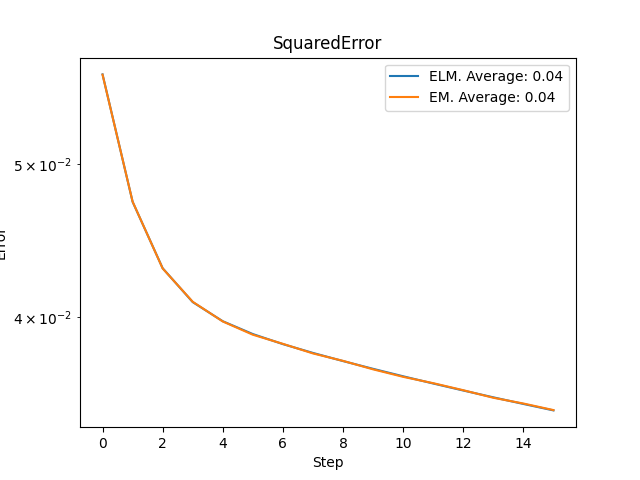 SquaredError
ELM. Average: 0.04
EM. Average: 0.04
5 × 10⁻²
4 × 10⁻²
Error
0 2 4 6 8 10 12 14
Step